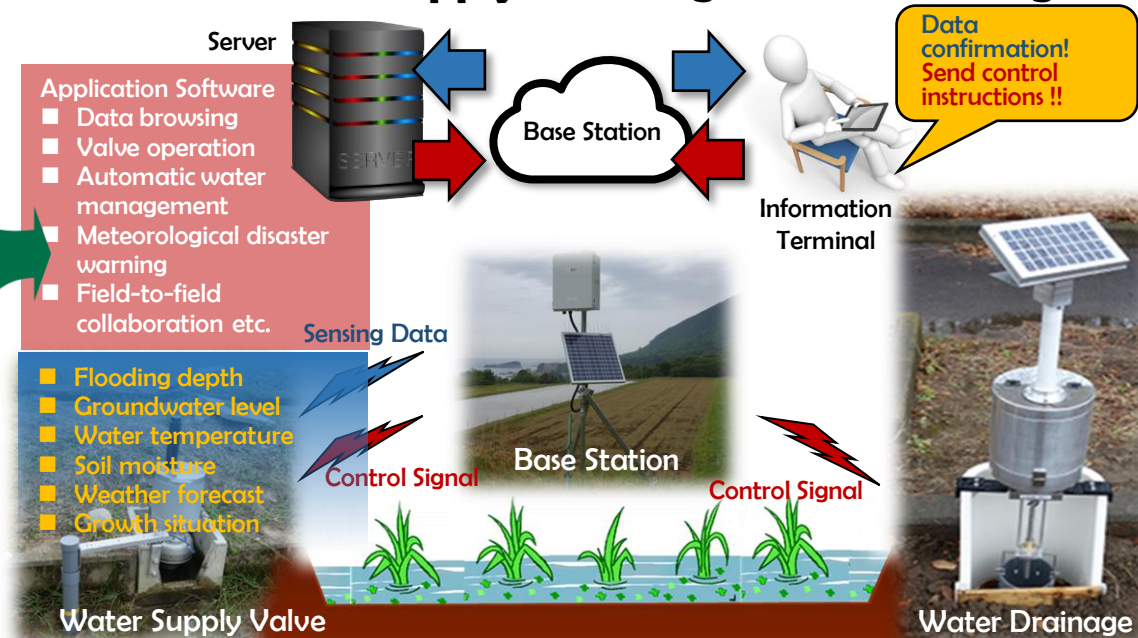 Server
Data
confirmation!
Send control
instructions !!
Application Software
Data browsing
Valve operation
Automatic water
management
Meteorological disaster
warning
Field-to-field
collaboration etc.
SERVER
Base Station
Information
Terminal
Sensing Data
Flooding depth
Groundwater level
Water temperature
Soil moisture
Weather forecast
Growth situation
Control Signal
Base Station
Control Signal
Water Supply Valve
Water Drainage